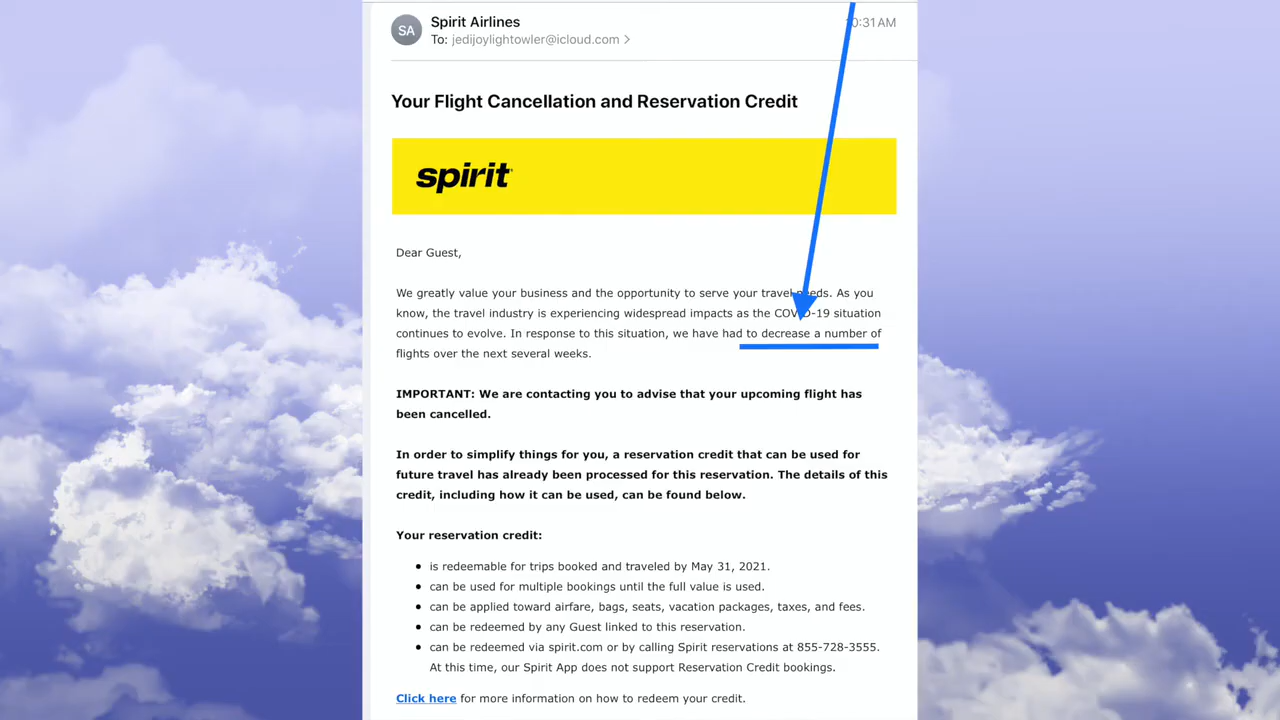 Spirit Airlines
SA
10:31 AM
To: jedijoylightowler@icloud.com >
Your Flight Cancellation and Reservation Credit
spirit
Dear Guest,
We greatly value your business and the opportunity to serve your travel needs. As you
know, the travel industry is experiencing widespread impacts as the COVID-19 situation
continues to evolve. In response to this situation, we have had to decrease a number of
flights over the next several weeks.
IMPORTANT: We are contacting you to advise that your upcoming flight has
been cancelled.
In order to simplify things for you, a reservation credit that can be used for
future travel has already been processed for this reservation. The details of this
credit, including how it can be used, can be found below.
Your reservation credit:
• is redeemable for trips booked and traveled by May 31, 2021.
• can be used for multiple bookings until the full value is used.
• can be applied toward airfare, bags, seats, vacation packages, taxes, and fees.
• can be redeemed by any Guest linked to this reservation.
• can be redeemed via spirit.com or by calling Spirit reservations at 855-728-3555.
At this time, our Spirit App does not support Reservation Credit bookings.
Click here for more information on how to redeem your credit.